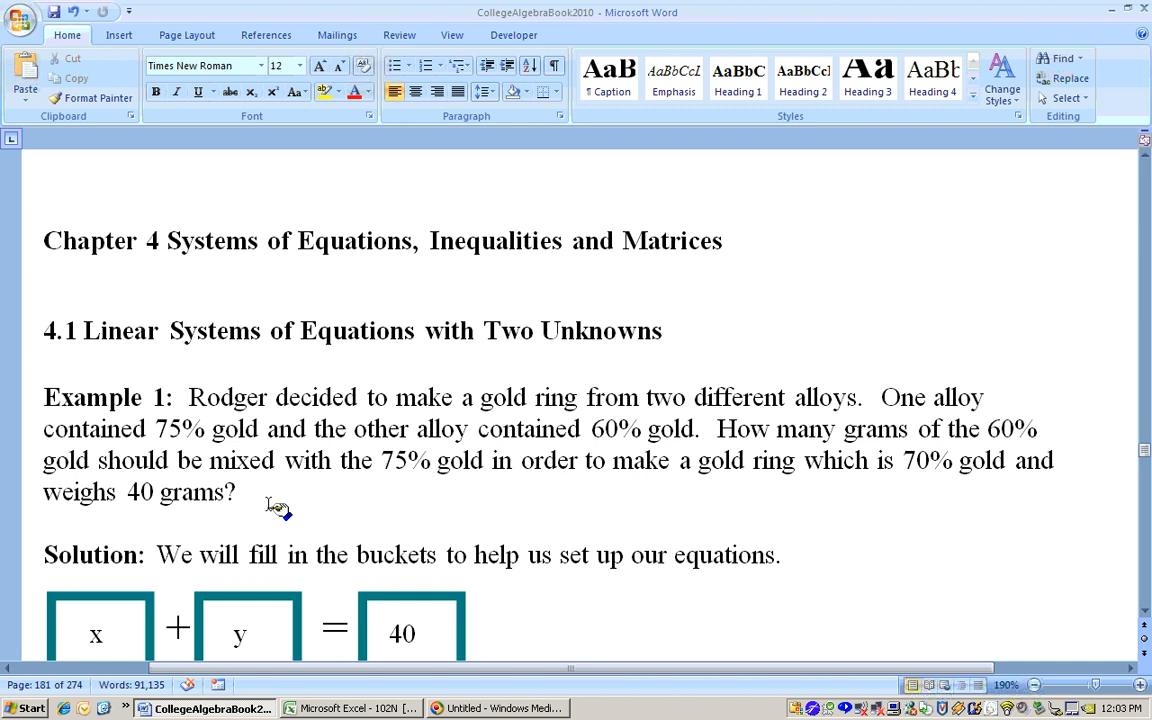 CollegeAlgebraBook2010 - Microsoft Word
Home Insert Page Layout References Mailings Review View Developer
Cut
Copy
Format Painter
Paste
Clipboard
Times New Roman 12
Font
Paragraph
AaB AaBbCcL AaBbC AaBbCcI Aa AaBb
¶ Caption Emphasis Heading 1 Heading 2 Heading 3 Heading 4
Change Styles
Styles
Find
Replace
Select
Editing
Chapter 4 Systems of Equations, Inequalities and Matrices
4.1 Linear Systems of Equations with Two Unknowns
Example 1: Rodger decided to make a gold ring from two different alloys. One alloy
contained 75% gold and the other alloy contained 60% gold. How many grams of the 60%
gold should be mixed with the 75% gold in order to make a gold ring which is 70% gold and
weighs 40 grams?
Solution: We will fill in the buckets to help us set up our equations.
x + y = 40
Page: 181 of 274 Words: 91,135 190%
Start CollegeAlgebraBook2... Microsoft Excel - 102N [... Untitled - Windows Medi... 12:03 PM